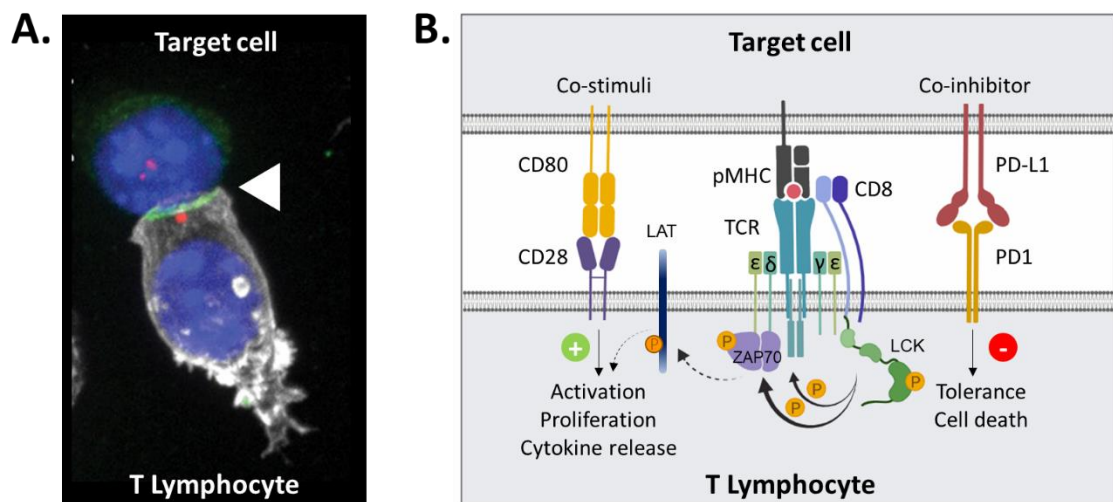 A.
Target cell
T Lymphocyte
B.
Target cell
Co-stimuli
Co-inhibitor
CD80
pMHC
CD8
PD-L1
LAT
TCR
CD28
ε δ γ ε
PD1
P
P
ZAP70
LCK
P
P
P
+
-
Activation
Proliferation
Cytokine release
Tolerance
Cell death
T Lymphocyte